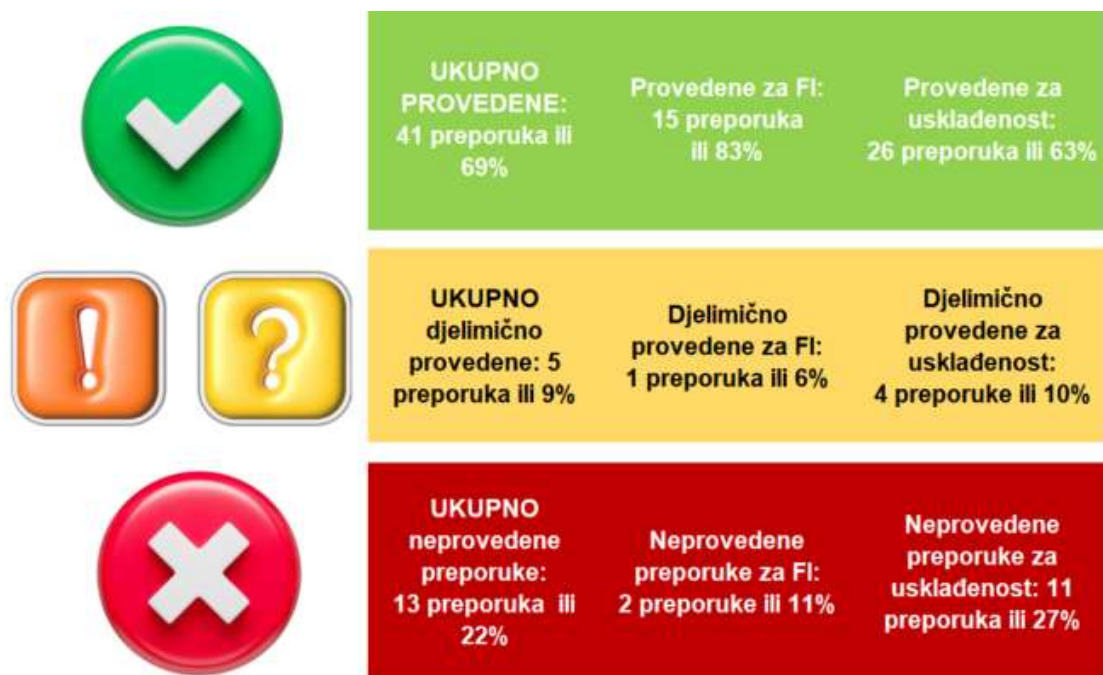 UKUPNO
PROVEDENE:
41 preporuka ili
69%
Provedene za FI:
15 preporuka
ili 83%
Provedene za
usklađenost:
26 preporuka ili 63%
UKUPNO
djelimično
provedene: 5
preporuka ili 9%
Djelimično
provedene za FI:
1 preporuka ili 6%
Djelimično
provedene za
usklađenost:
4 preporuke ili 10%
UKUPNO
neprovedene
preporuke:
13 preporuka ili
22%
Neprovedene
preporuke za FI:
2 preporuke ili 11%
Neprovedene
preporuke za
usklađenost: 11
preporuka ili 27%